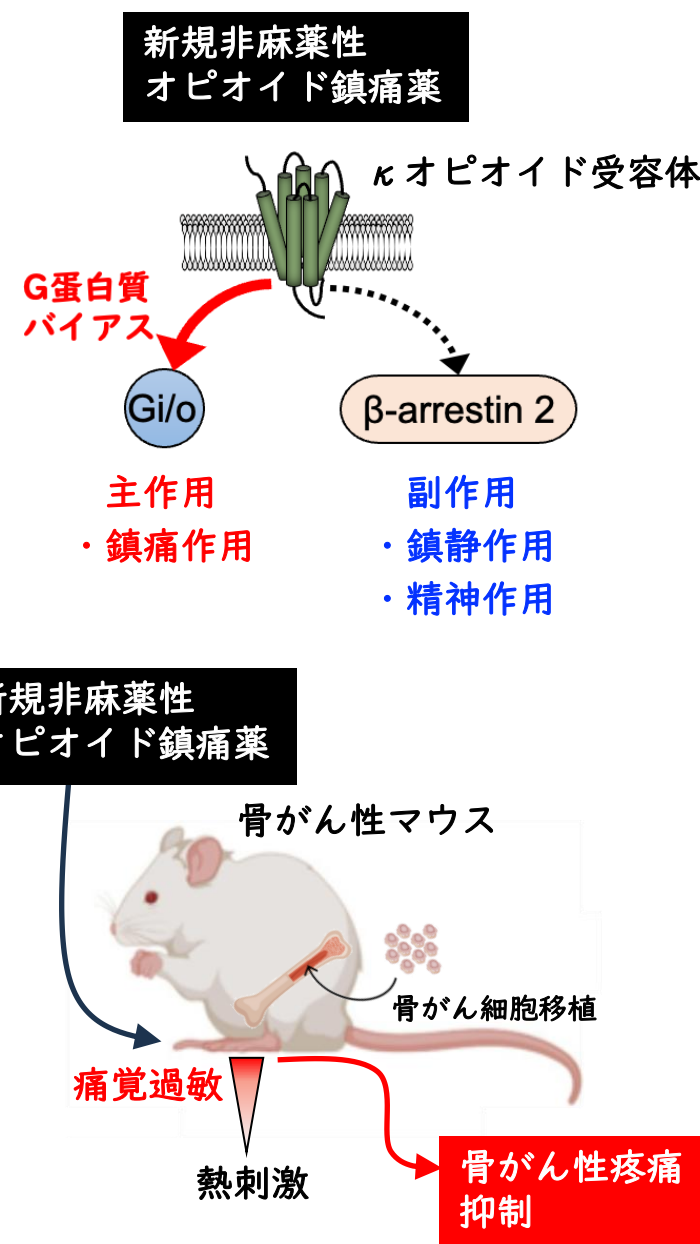 新規非麻薬性
オピオイド鎮痛薬
κオピオイド受容体
G蛋白質
バイアス
Gi/o
β-arrestin 2
主作用
・鎮痛作用
副作用
・鎮静作用
・精神作用
新規非麻薬性
オピオイド鎮痛薬
骨がん性マウス
骨がん細胞移植
痛覚過敏
熱刺激
骨がん性疼痛
抑制